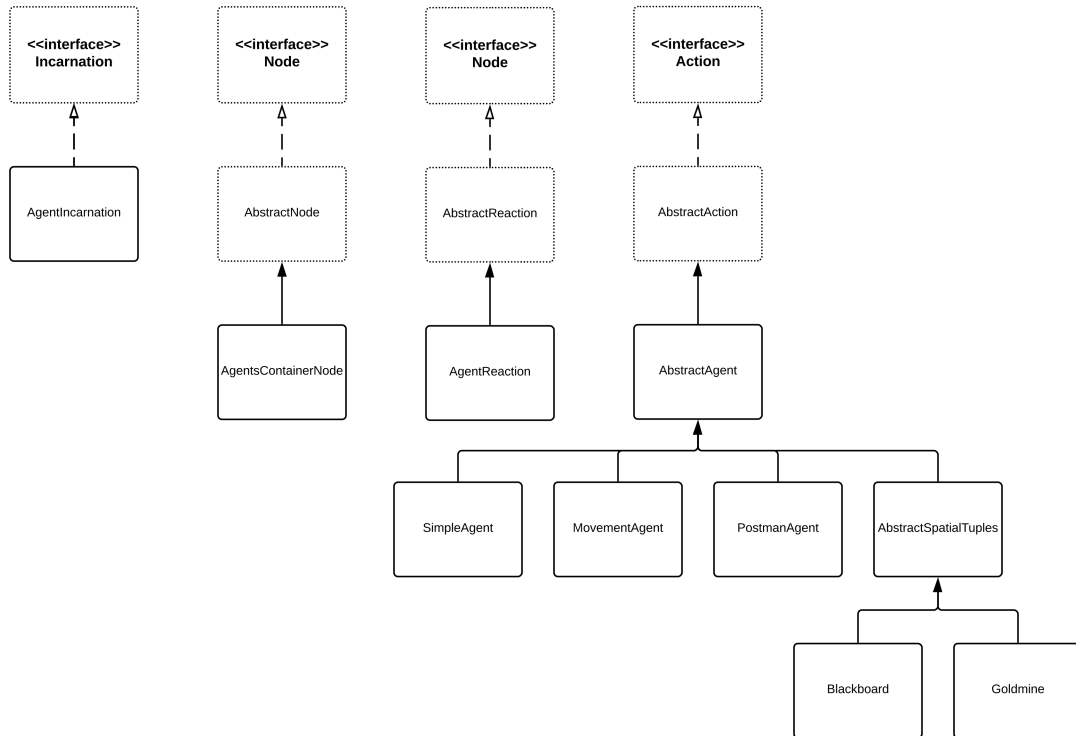 <<interface>>
Incarnation
<<interface>>
Node
<<interface>>
Node
<<interface>>
Action
AgentIncarnation
AbstractNode
AbstractReaction
AbstractAction
AgentsContainerNode
AgentReaction
AbstractAgent
SimpleAgent
MovementAgent
PostmanAgent
AbstractSpatialTuples
Blackboard
Goldmine